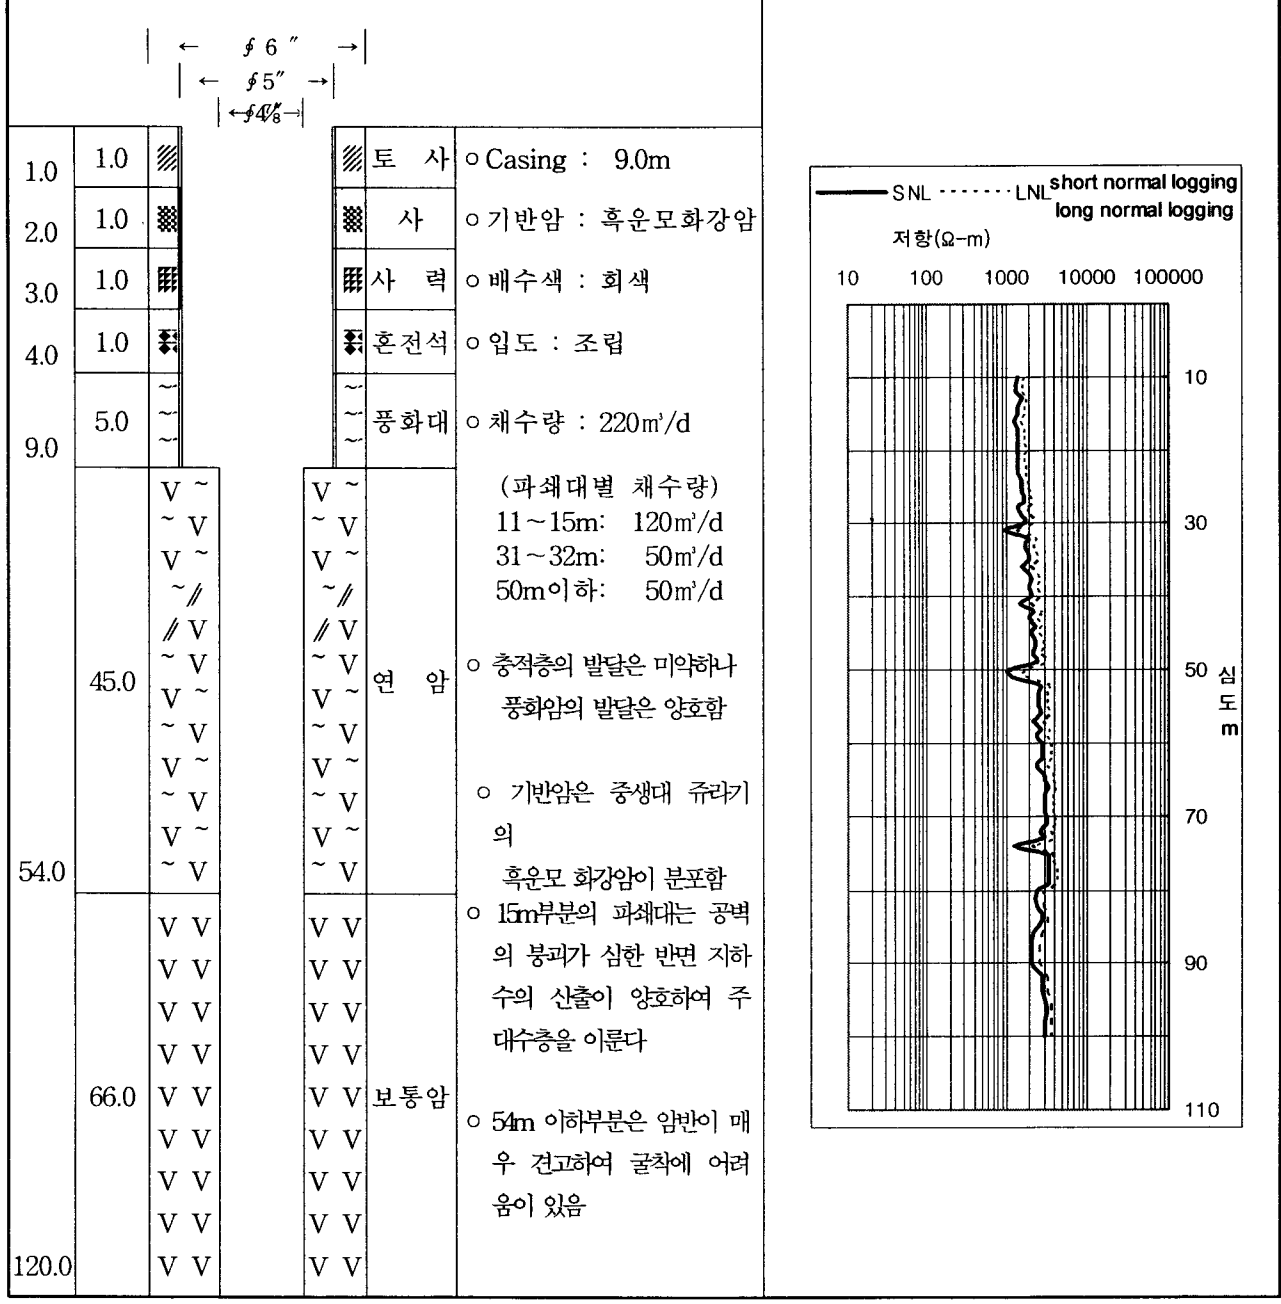 ← ∮ 6 ″ →
← ∮5″ →
←∮4⅞″→
1.0 1.0 토 사 ○ Casing : 9.0m
2.0 1.0 사 ○ 기반암 : 흑운모화강암
3.0 1.0 사 력 ○ 배수색 : 회색
4.0 1.0 혼전석 ○ 입도 : 조립
9.0 5.0 풍화대 ○ 채수량 : 220㎥/d
(파쇄대별 채수량)
11~15m: 120㎥/d
31~32m: 50㎥/d
50m이하: 50㎥/d
54.0 45.0 연 암
○ 충적층의 발달은 미약하나
풍화암의 발달은 양호함
○ 기반암은 중생대 쥬라기
의
흑운모 화강암이 분포함
○ 15m부분의 파쇄대는 공벽
의 붕괴가 심한 반면 지하
수의 산출이 양호하여 주
대수층을 이룬다
120.0 66.0 보통암
○ 54m 이하부분은 암반이 매
우 견고하여 굴착에 어려
움이 있음
V ~ V ~
~ V ~ V
V ~ V ~
~ // ~ //
// V // V
~ V ~ V
V ~ V ~
~ V ~ V
V ~ V ~
~ V ~ V
V ~ V ~
~ V ~ V
V V V V
V V V V
V V V V
V V V V
V V V V
V V V V
V V V V
V V V V
V V V V
SNL LNL short normal logging
long normal logging
저항(Ω-m)
10 100 1000 10000 100000
10
30
50
70
90
110
심도
m